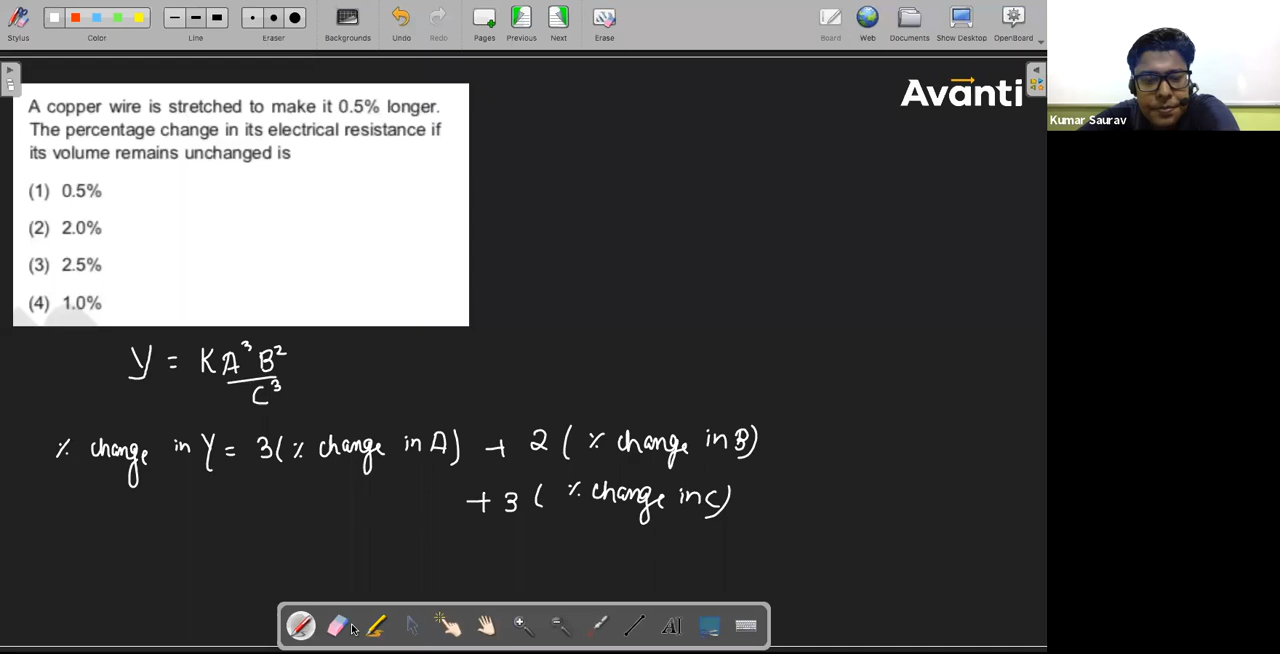 Stylus
Color
Line
Eraser
Backgrounds
Undo
Redo
Pages
Previous
Next
Erase
Board
Web
Documents
Show Desktop
OpenBoard
A copper wire is stretched to make it 0.5% longer.
The percentage change in its electrical resistance if
its volume remains unchanged is
(1) 0.5%
(2) 2.0%
(3) 2.5%
(4) 1.0%
Avanti
Kumar Saurav
Y = K A³ B² / C³
% change in Y = 3 ( % change in A ) + 2 ( % change in B )
+ 3 ( % change in C )
AI